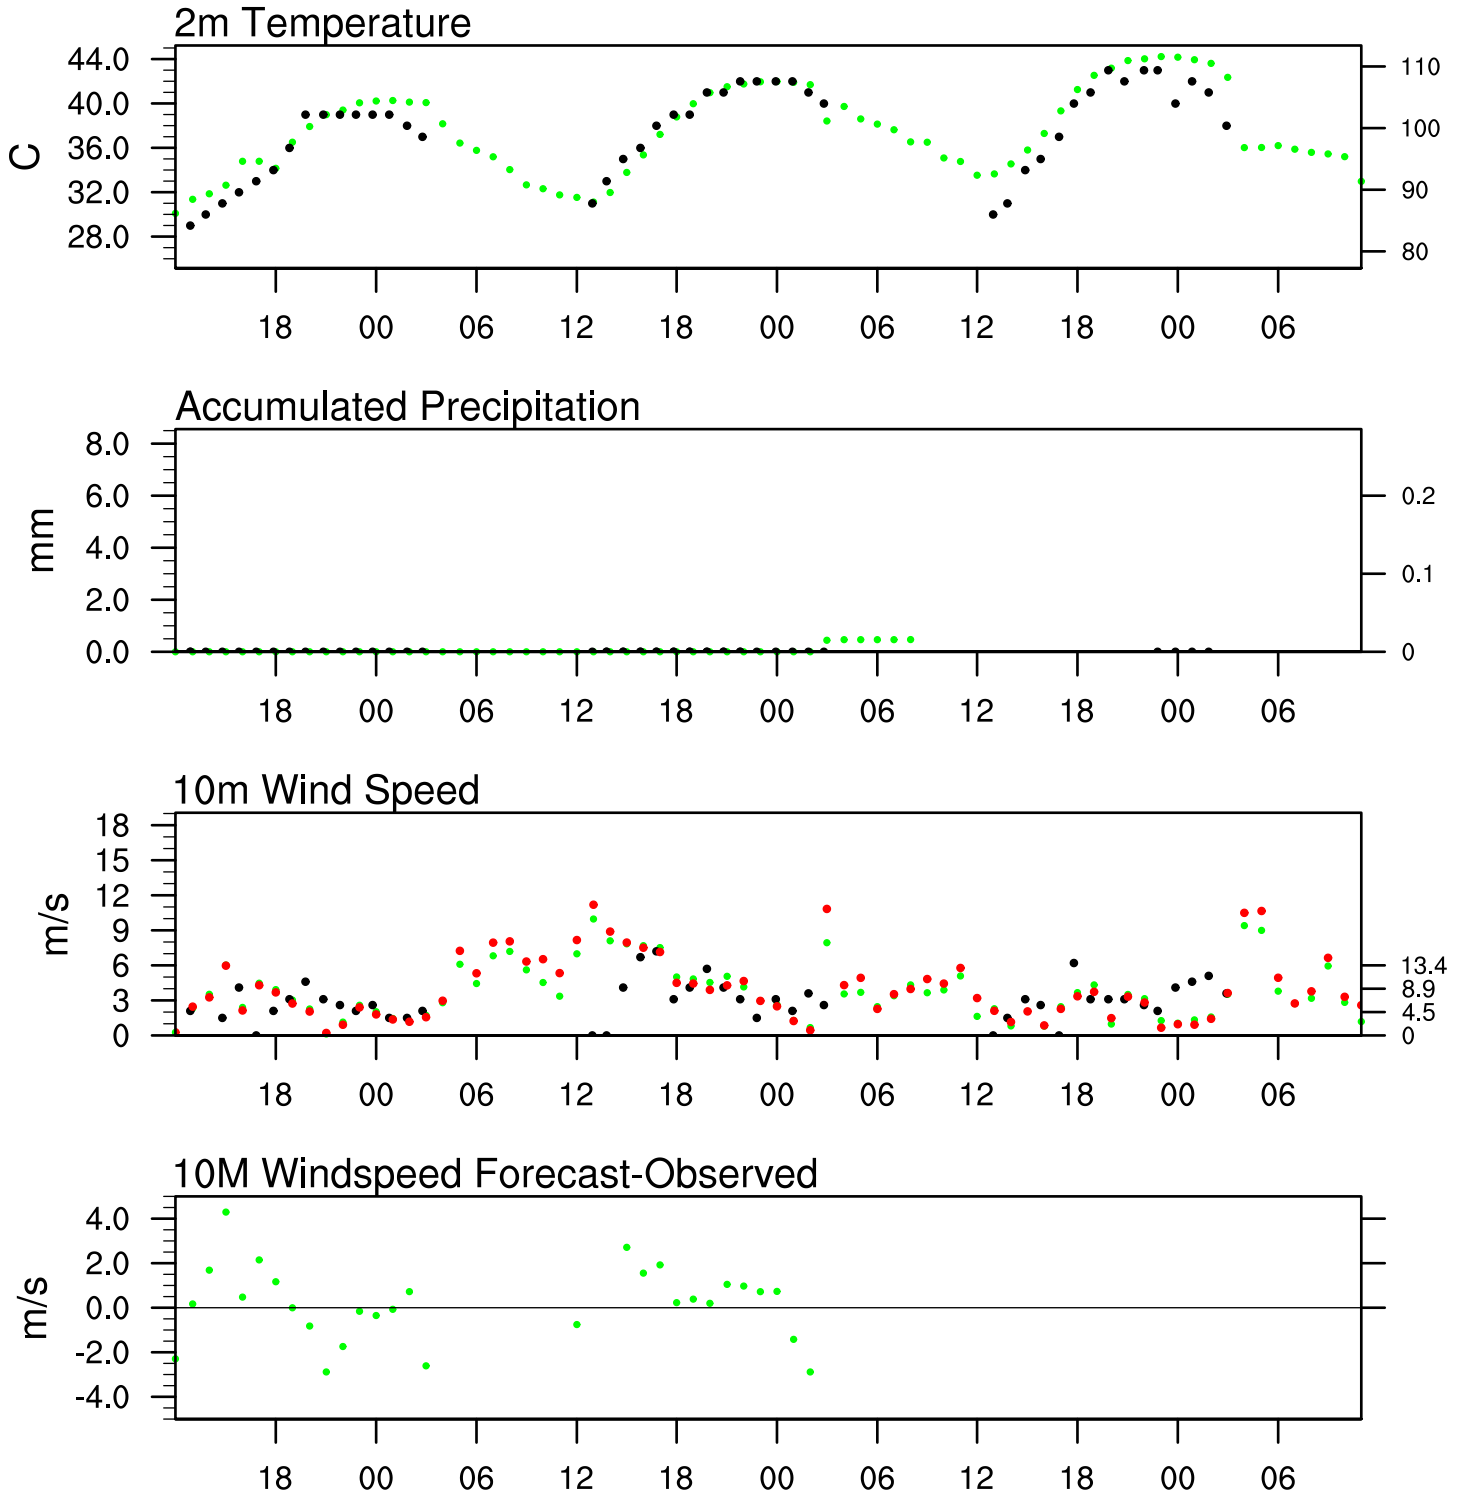 2m Temperature
44.0
40.0
36.0
32.0
28.0
C
110
100
90
80
18 00 06 12 18 00 06 12 18 00 06
Accumulated Precipitation
8.0
6.0
4.0
2.0
0.0
mm
0.2
0.1
0
18 00 06 12 18 00 06 12 18 00 06
10m Wind Speed
18
15
12
9
6
3
0
m/s
13.4
8.9
4.5
0
18 00 06 12 18 00 06 12 18 00 06
10M Windspeed Forecast-Observed
4.0
2.0
0.0
-2.0
-4.0
m/s
18 00 06 12 18 00 06 12 18 00 06